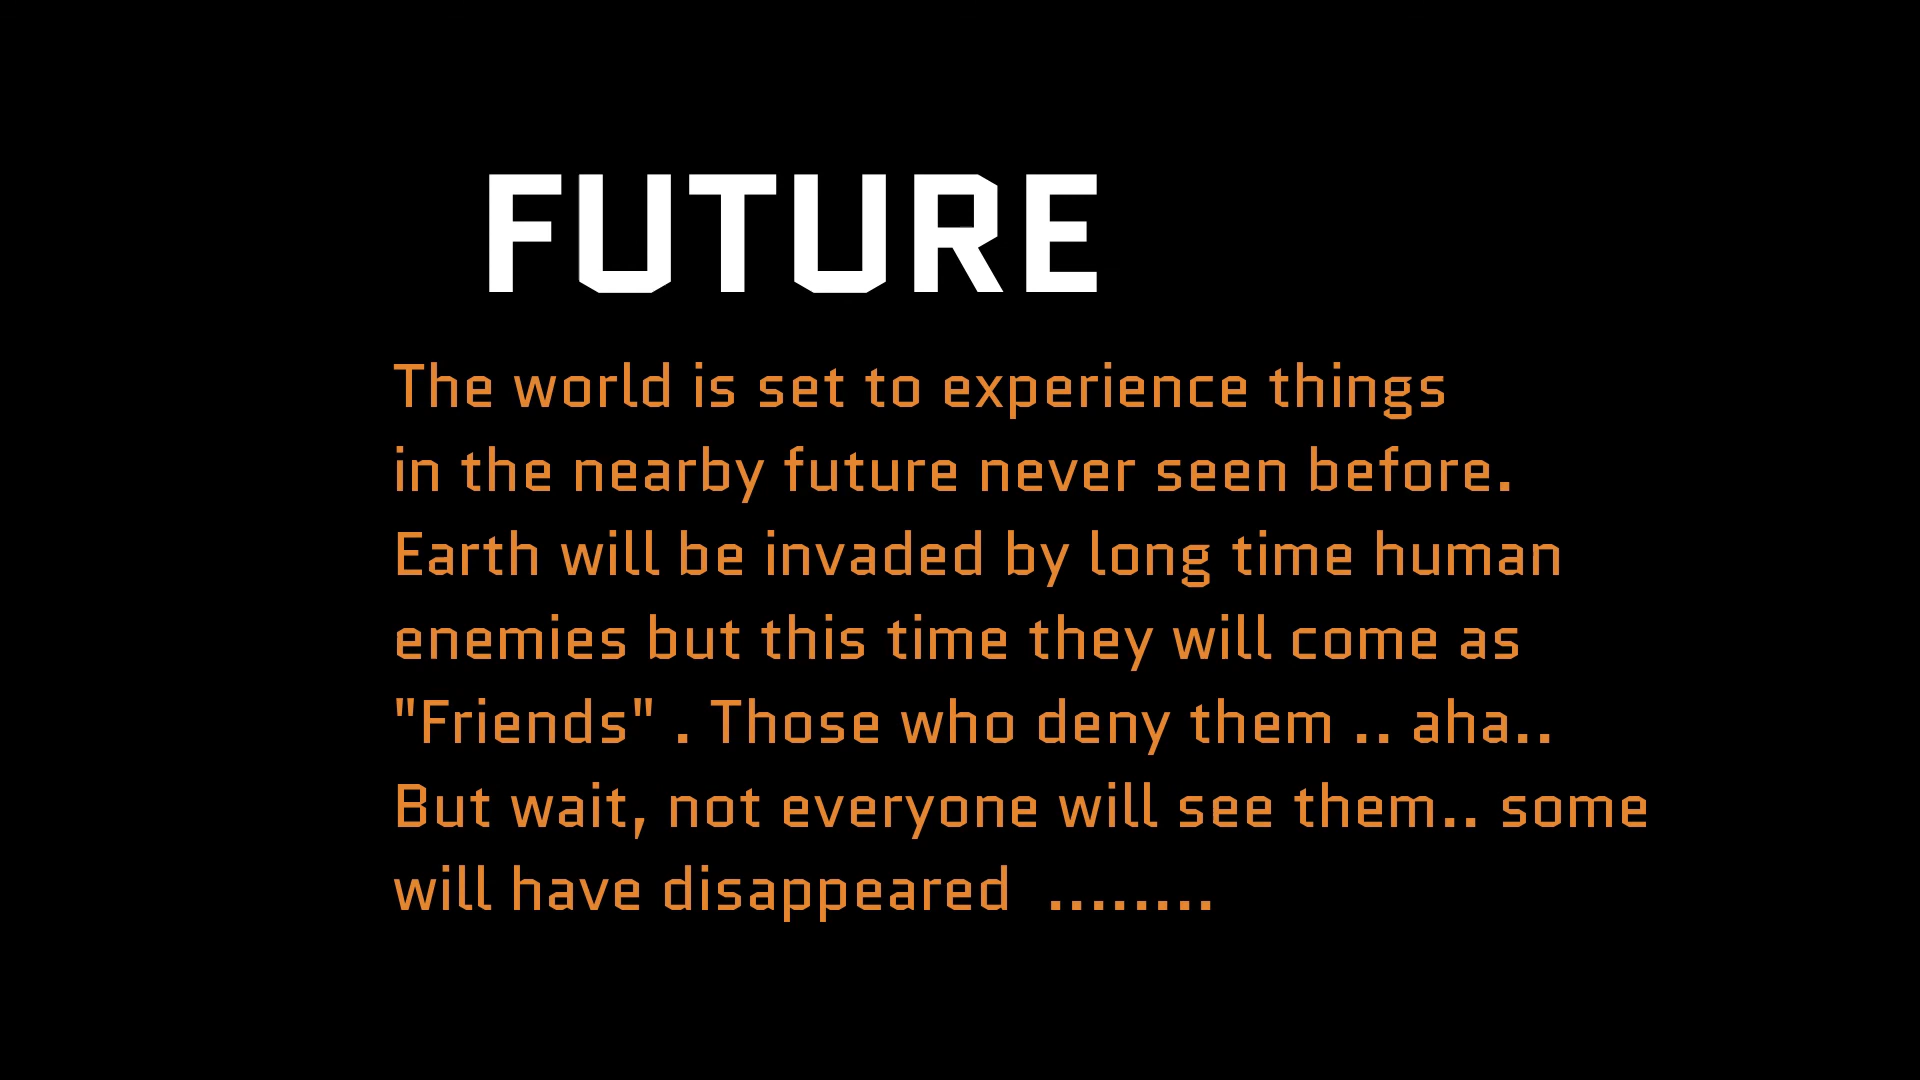 FUTURE
The world is set to experience things
in the nearby future never seen before.
Earth will be invaded by long time human
enemies but this time they will come as
"Friends" . Those who deny them .. aha..
But wait, not everyone will see them.. some
will have disappeared  ........